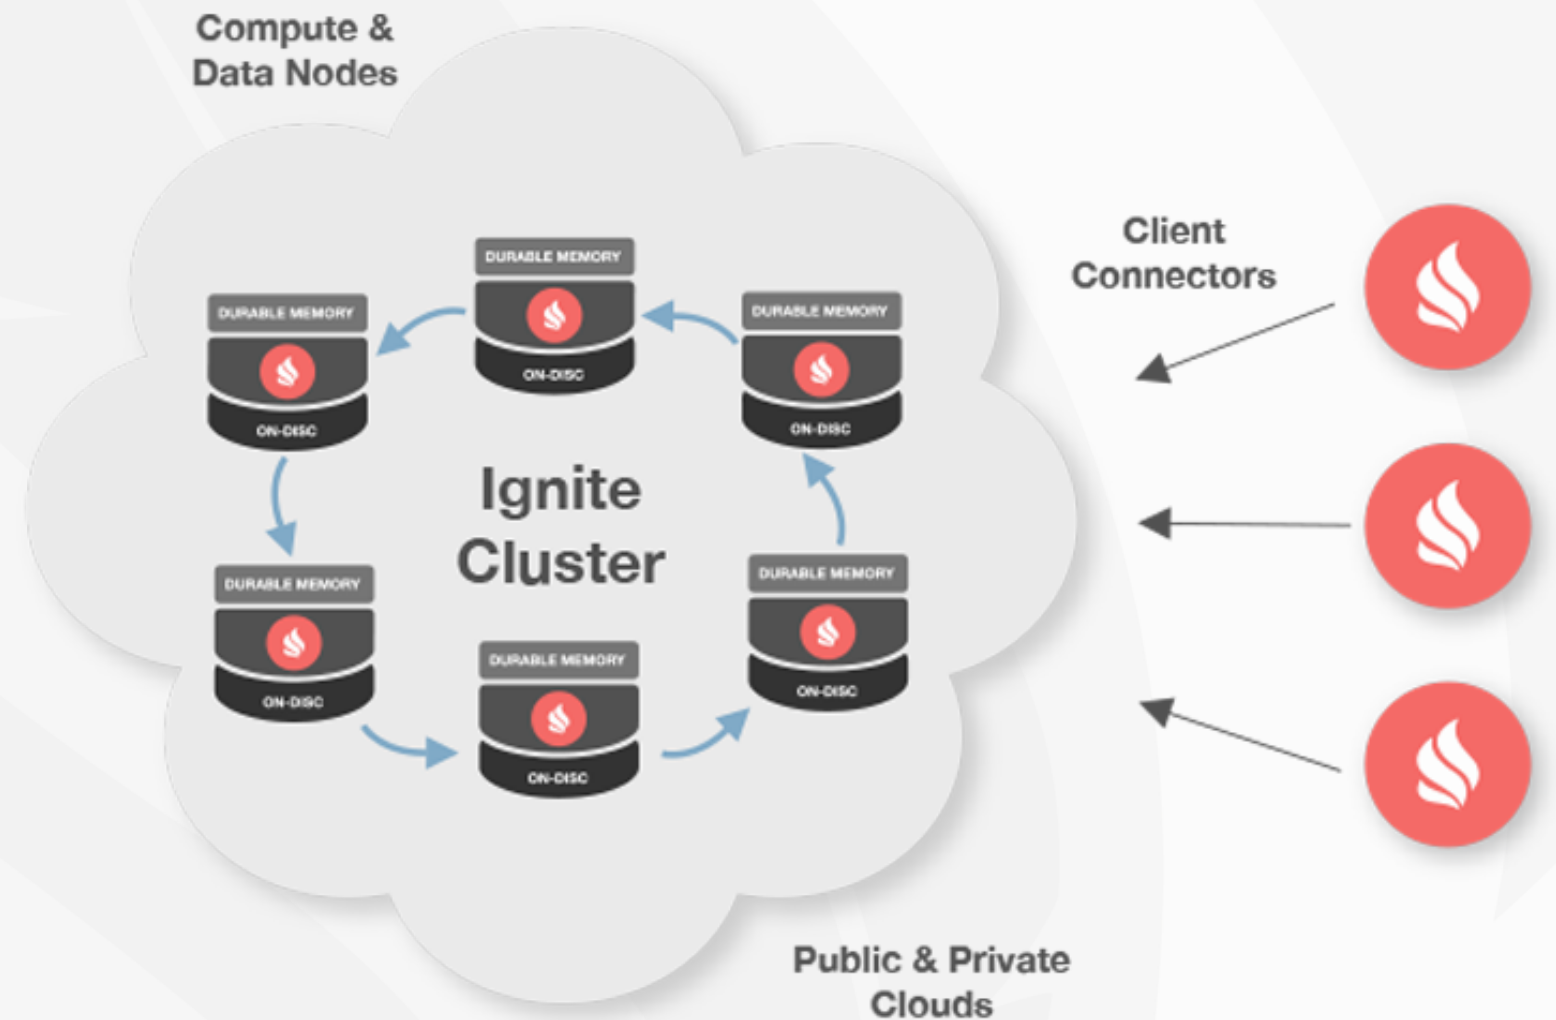 Compute &
Data Nodes
Client
Connectors
DURABLE MEMORY
ON-DISC
DURABLE MEMORY
ON-DISC
DURABLE MEMORY
ON-DISC
Ignite
Cluster
DURABLE MEMORY
ON-DISC
DURABLE MEMORY
ON-DISC
DURABLE MEMORY
ON-DISC
Public & Private
Clouds